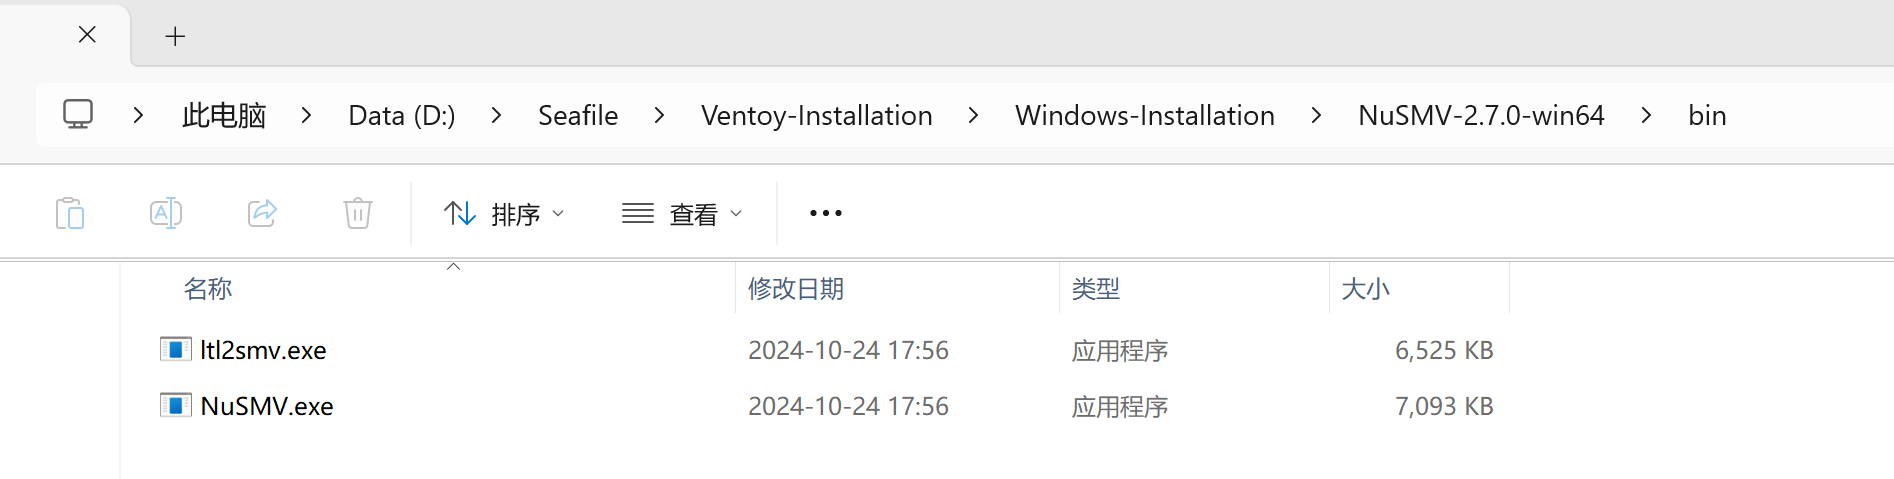 此电脑 Data (D:) Seafile Ventoy-Installation Windows-Installation NuSMV-2.7.0-win64 bin
排序 查看
名称 修改日期 类型 大小
ltl2smv.exe 2024-10-24 17:56 应用程序 6,525 KB
NuSMV.exe 2024-10-24 17:56 应用程序 7,093 KB